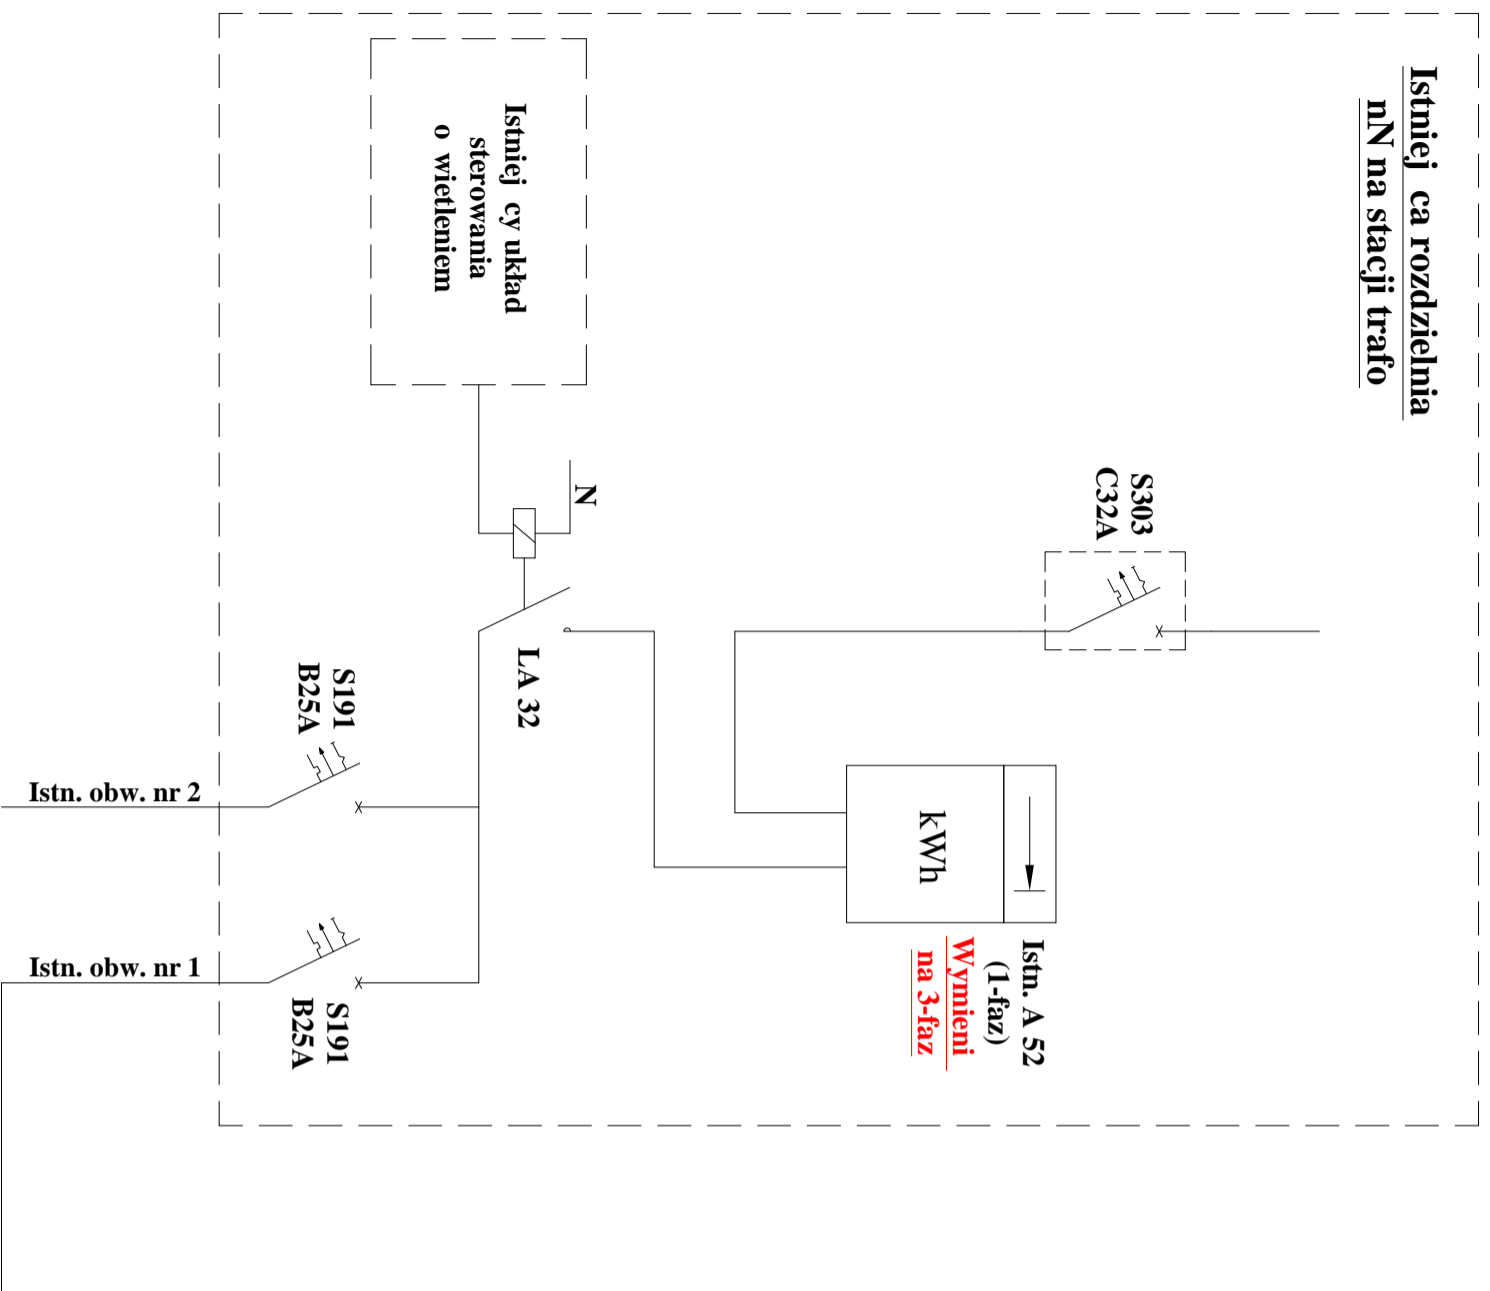 Istniej ca rozdzielnia
nN na stacji trafo
Istniej cy układ
sterowania
o wietleniem
N
S303
C32A
LA 32
kWh
Istn. A 52
(1-faz)
Wymieni
na 3-faz
S191
B25A
S191
B25A
Istn. obw. nr 2
Istn. obw. nr 1